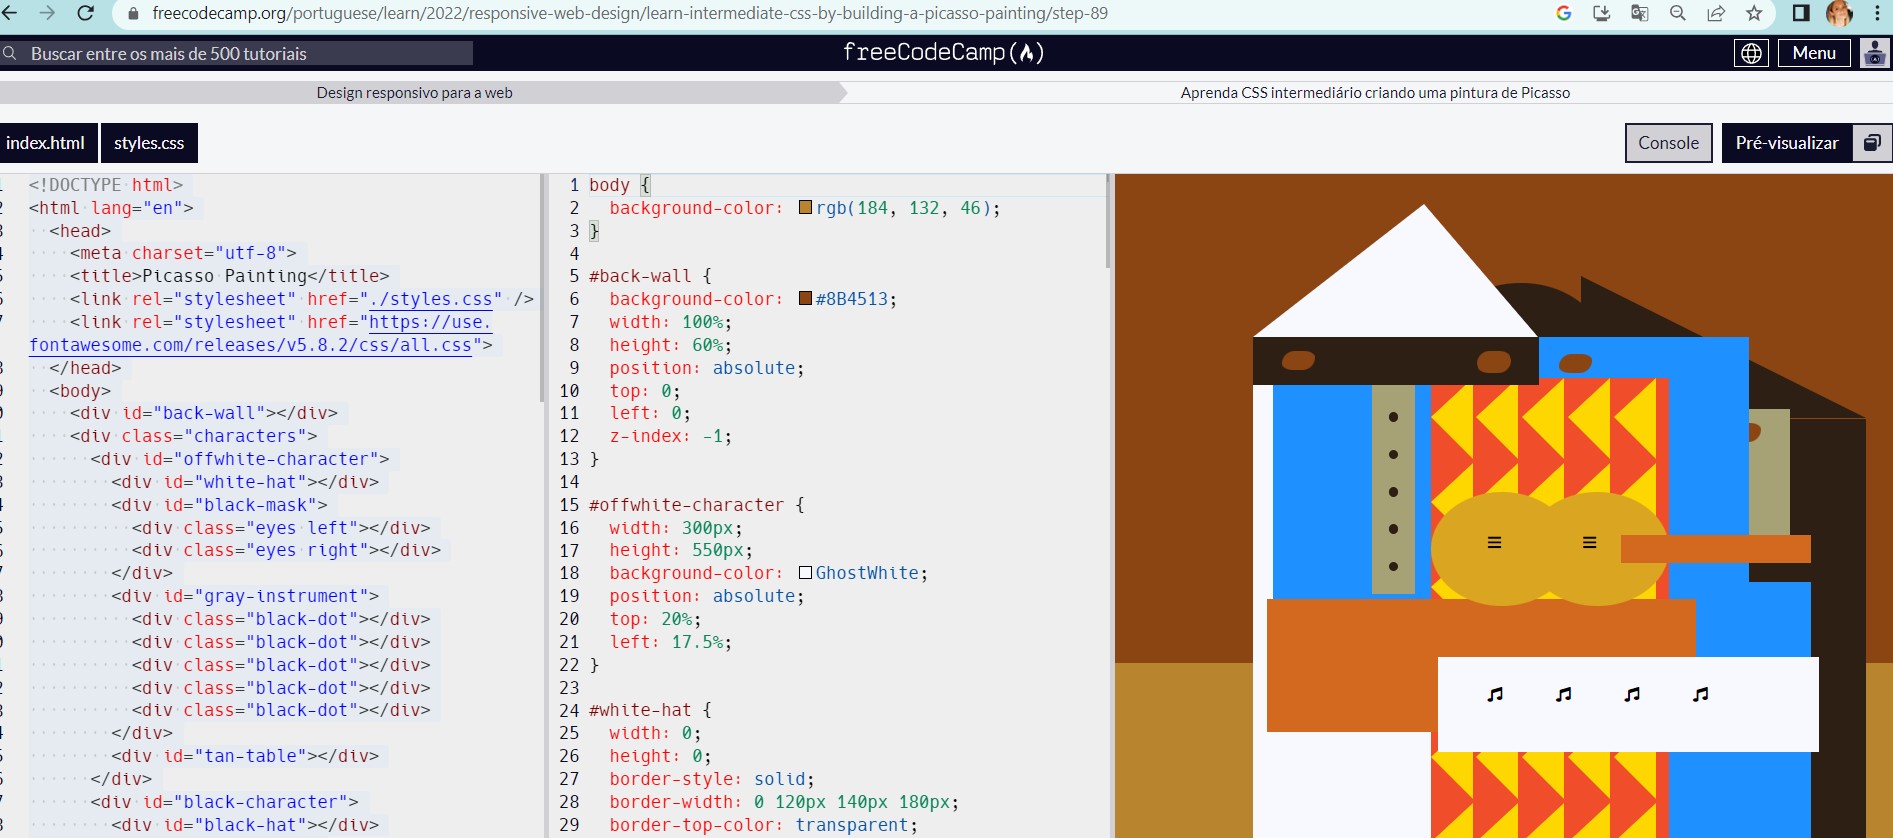 freecodecamp.org/portuguese/learn/2022/responsive-web-design/learn-intermediate-css-by-building-a-picasso-painting/step-89
Buscar entre os mais de 500 tutoriais
freeCodeCamp(🔥)
Menu
Design responsivo para a web
Aprenda CSS intermediário criando uma pintura de Picasso
index.html
styles.css
Console
Pré-visualizar
<!DOCTYPE html>
<html lang="en">
<head>
<meta charset="utf-8">
<title>Picasso Painting</title>
<link rel="stylesheet" href="./styles.css" />
<link rel="stylesheet" href="https://use.
fontawesome.com/releases/v5.8.2/css/all.css">
</head>
<body>
<div id="back-wall"></div>
<div class="characters">
<div id="offwhite-character">
<div id="white-hat"></div>
<div id="black-mask">
<div class="eyes left"></div>
<div class="eyes right"></div>
</div>
<div id="gray-instrument">
<div class="black-dot"></div>
<div class="black-dot"></div>
<div class="black-dot"></div>
<div class="black-dot"></div>
<div class="black-dot"></div>
</div>
<div id="tan-table"></div>
</div>
<div id="black-character">
<div id="black-hat"></div>
1 body {
2 background-color: rgb(184, 132, 46);
3 }
4
5 #back-wall {
6 background-color: #8B4513;
7 width: 100%;
8 height: 60%;
9 position: absolute;
10 top: 0;
11 left: 0;
12 z-index: -1;
13 }
14
15 #offwhite-character {
16 width: 300px;
17 height: 550px;
18 background-color: GhostWhite;
19 position: absolute;
20 top: 20%;
21 left: 17.5%;
22 }
23
24 #white-hat {
25 width: 0;
26 height: 0;
27 border-style: solid;
28 border-width: 0 120px 140px 180px;
29 border-top-color: transparent;